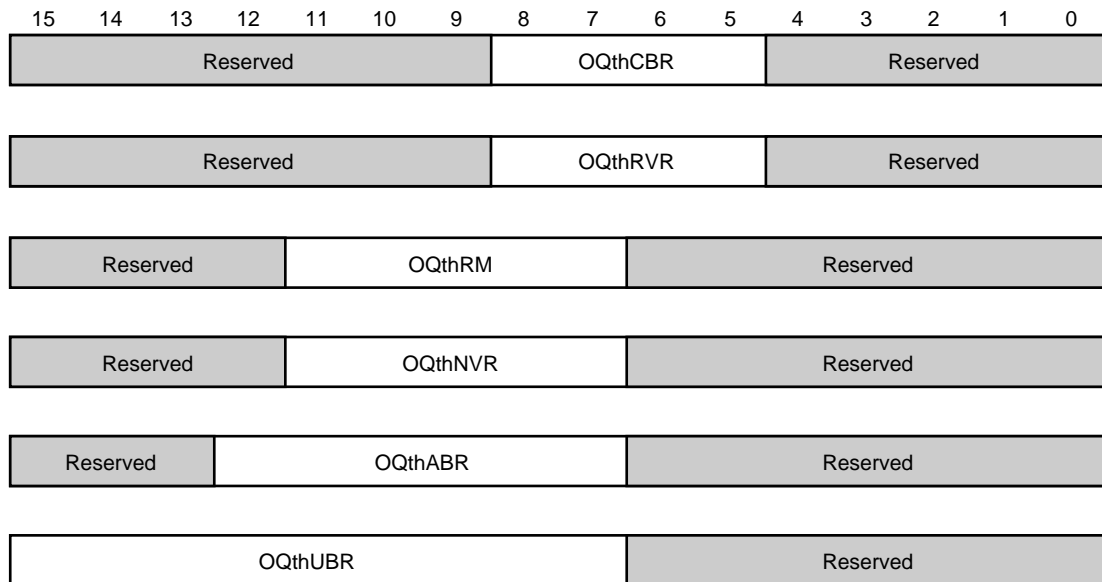 15 14 13 12 11 10 9 8 7 6 5 4 3 2 1 0
Reserved OQthCBR Reserved
Reserved OQthRVR Reserved
Reserved OQthRM Reserved
Reserved OQthNVR Reserved
Reserved OQthABR Reserved
OQthUBR Reserved